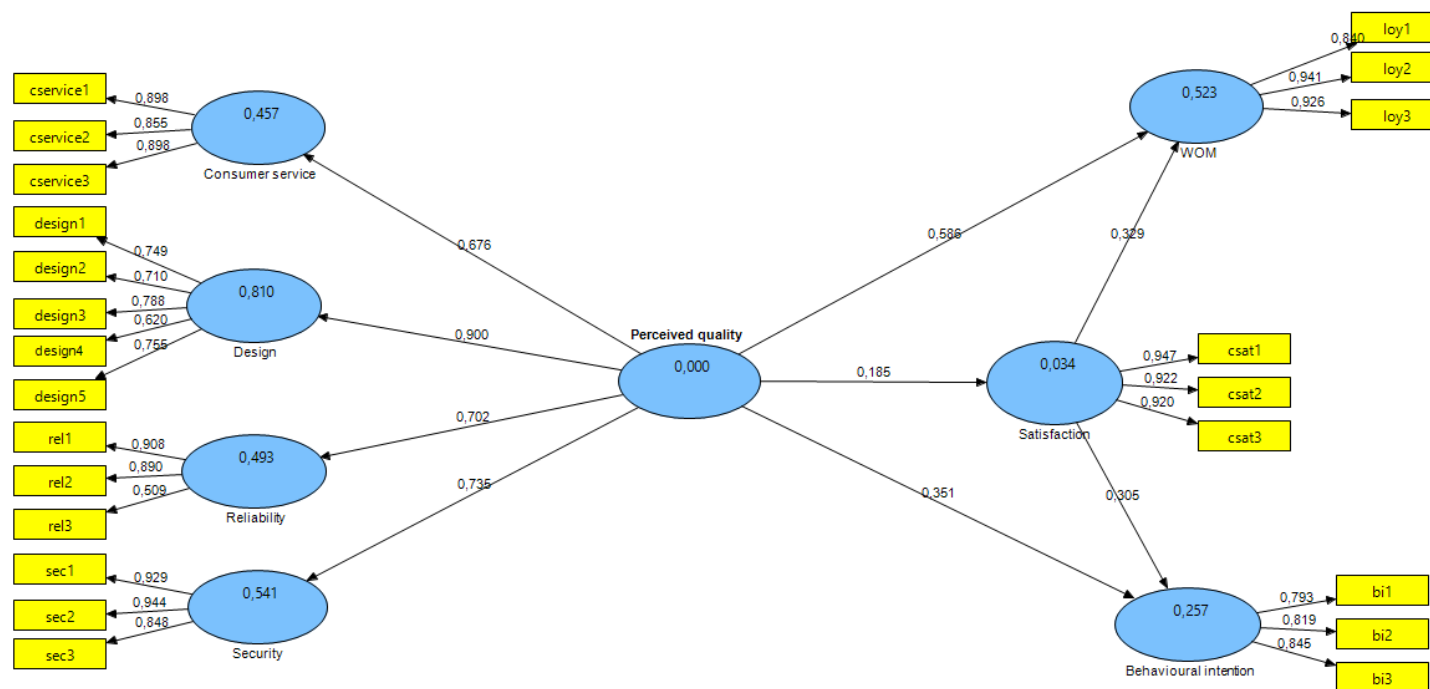 cservice1
0,898
cservice2
0,855
cservice3
0,898
0,457
Consumer service
design1
0,749
design2
0,710
design3
0,788
design4
0,620
design5
0,755
0,810
Design
rel1
0,908
rel2
0,890
rel3
0,509
0,493
Reliability
sec1
0,929
sec2
0,944
sec3
0,848
0,541
Security
0,676
0,900
0,702
0,735
Perceived quality
0,000
0,586
0,185
0,351
0,523
WOM
0,329
0,034
Satisfaction
0,305
0,257
Behavioural intention
0,840
loy1
0,941
loy2
0,926
loy3
0,947
csat1
0,922
csat2
0,920
csat3
0,793
bi1
0,819
bi2
0,845
bi3